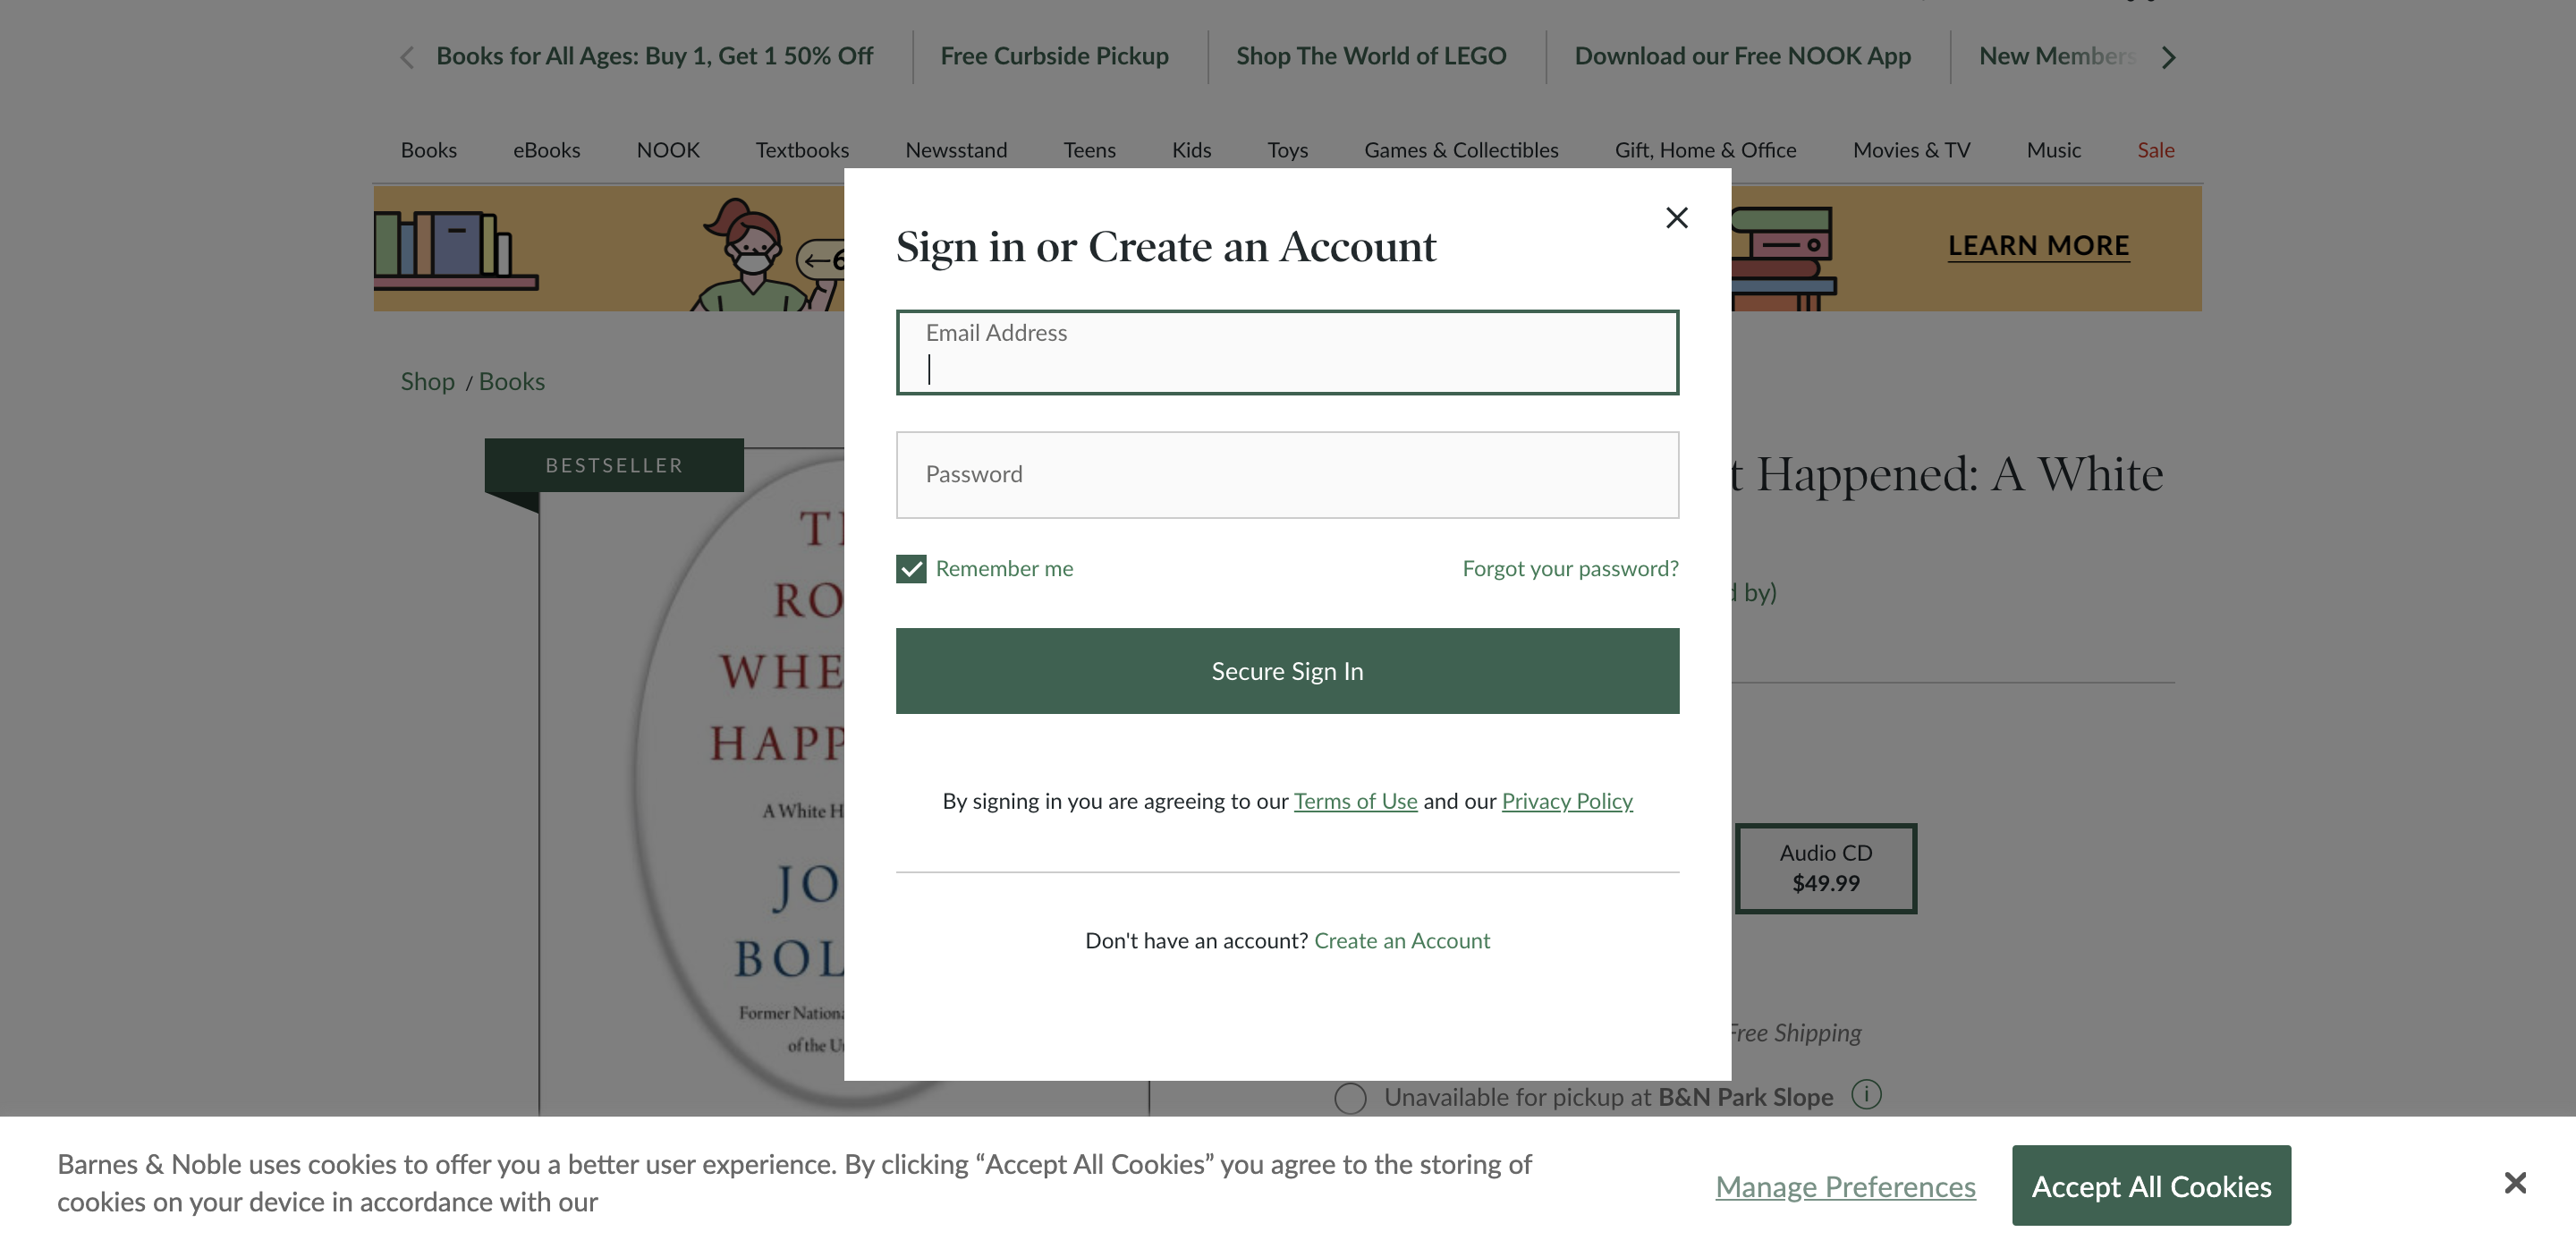 Books for All Ages: Buy 1, Get 1 50% Off
Free Curbside Pickup
Shop The World of LEGO
Download our Free NOOK App
New Members
Books
eBooks
NOOK
Textbooks
Newsstand
Teens
Kids
Toys
Games & Collectibles
Gift, Home & Office
Movies & TV
Music
Sale
←6
LEARN MORE
Sign in or Create an Account
Email Address
Password
Remember me
Forgot your password?
Secure Sign In
By signing in you are agreeing to our Terms of Use and our Privacy Policy
Don't have an account? Create an Account
Shop / Books
BESTSELLER
RO
WHE
HAPP
A White H
JO
BOL
Former Nationa
of the U
t Happened: A White
d by)
Audio CD
$49.99
Free Shipping
Unavailable for pickup at B&N Park Slope
Barnes & Noble uses cookies to offer you a better user experience. By clicking “Accept All Cookies” you agree to the storing of
cookies on your device in accordance with our
Manage Preferences
Accept All Cookies